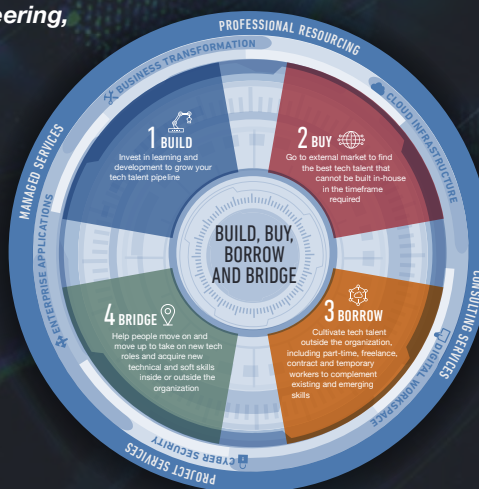 eering,
PROFESSIONAL RESOURCING
BUSINESS TRANSFORMATION
CLOUD INFRASTRUCTURE
MANAGED SERVICES
1 BUILD
Invest in learning and
development to grow your
tech talent pipeline
2 BUY
Go to external market to find
the best tech talent that
cannot be built in-house
in the timeframe
required
BUILD, BUY,
BORROW
AND BRIDGE
ENTERPRISE APPLICATIONS
CONSULTING SERVICES
4 BRIDGE
Help people move on and
move up to take on new tech
roles and acquire new
technical and soft skills
inside or outside the
organization
3 BORROW
Cultivate tech talent
outside the organization,
including part-time, freelance,
contract and temporary
workers to complement
existing and emerging
skills
DIGITAL WORKSPACE
CYBER SECURITY
PROJECT SERVICES